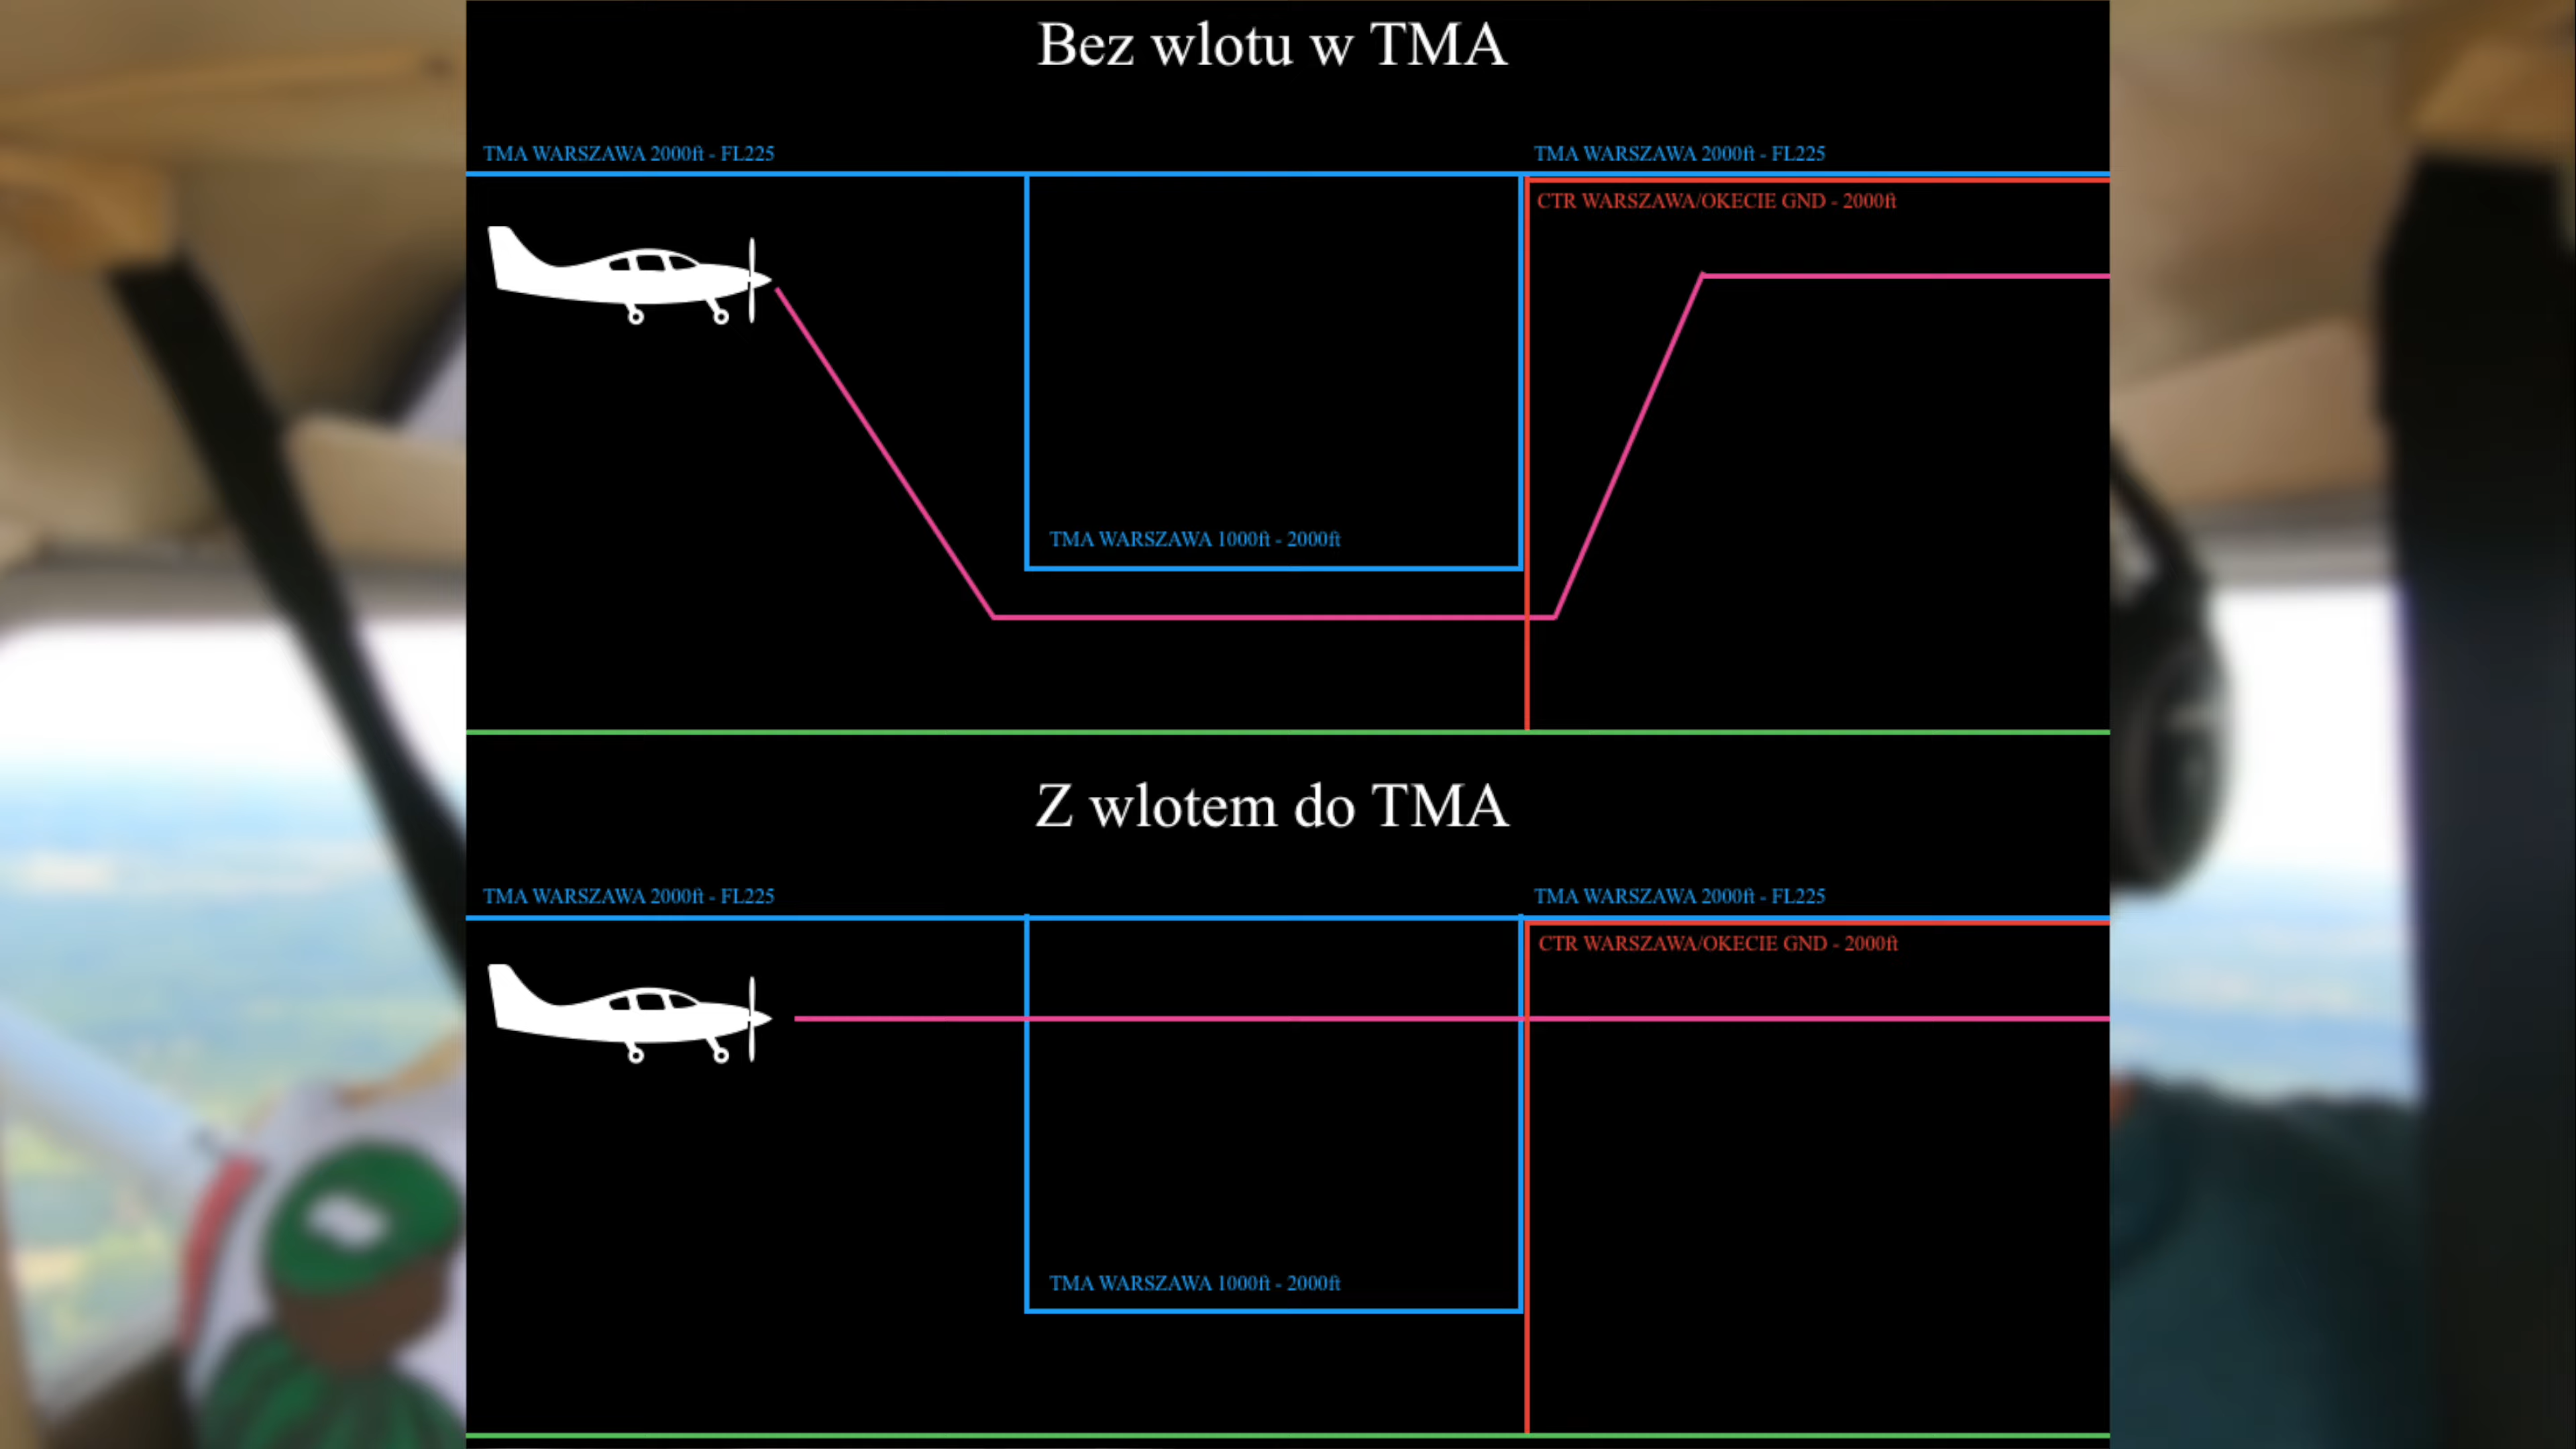 Bez wlotu w TMA
TMA WARSZAWA 2000ft - FL225
TMA WARSZAWA 2000ft - FL225
CTR WARSZAWA/OKECIE GND - 2000ft
TMA WARSZAWA 1000ft - 2000ft
Z wlotem do TMA
TMA WARSZAWA 2000ft - FL225
TMA WARSZAWA 2000ft - FL225
CTR WARSZAWA/OKECIE GND - 2000ft
TMA WARSZAWA 1000ft - 2000ft